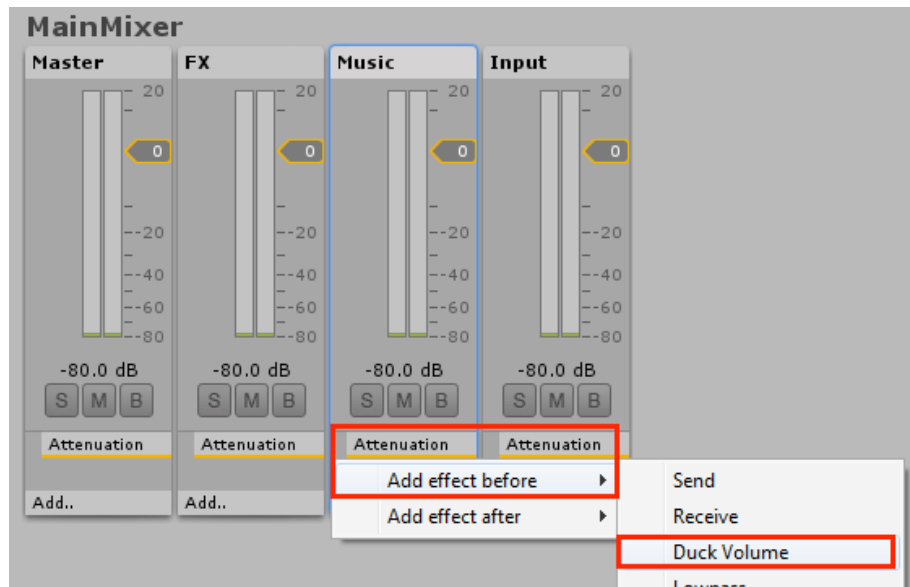 MainMixer
Master FX Music Input
20 20 20 20
0 0 0 0
--20 --20 --20 --20
--40 --40 --40 --40
--60 --60 --60 --60
--80 --80 --80 --80
-80.0 dB -80.0 dB -80.0 dB -80.0 dB
S M B S M B S M B S M B
Attenuation Attenuation Attenuation Attenuation
Add effect before Send
Add.. Add.. Add effect after Receive
Duck Volume
Lowpass